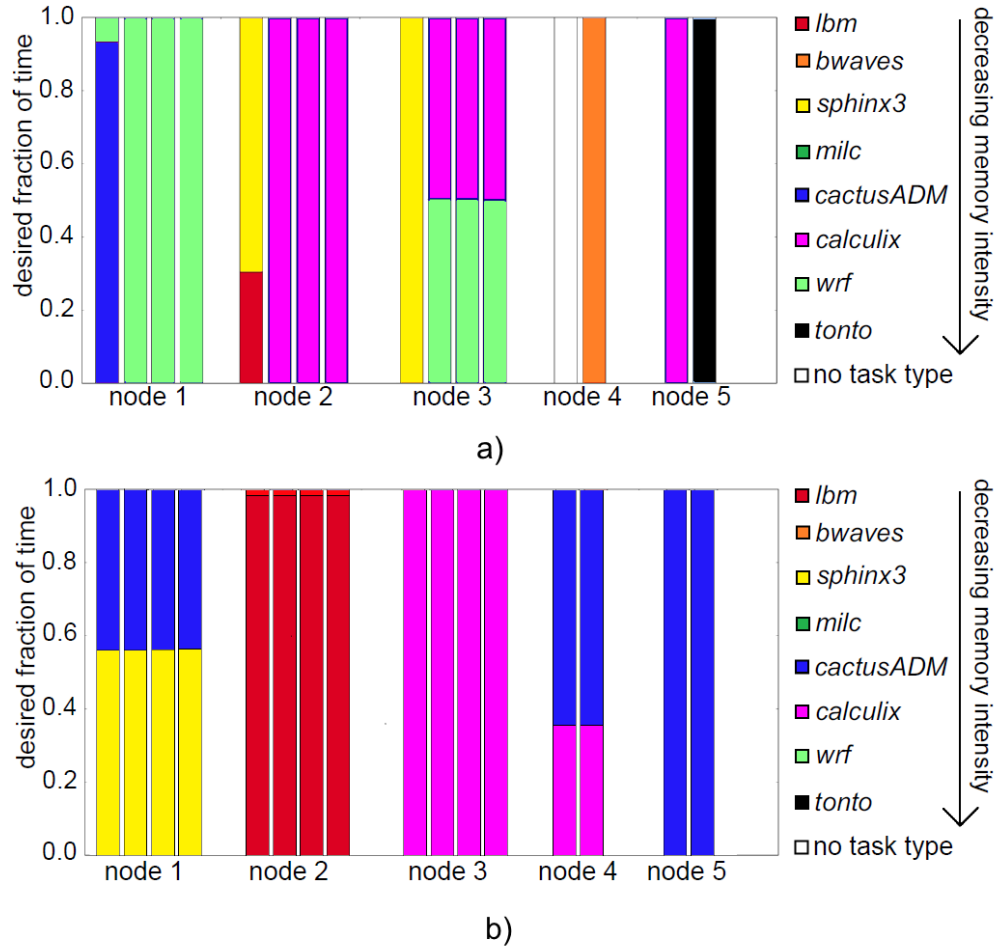 desired fraction of time
1.0
0.8
0.6
0.4
0.2
0.0
node 1
node 2
node 3
node 4
node 5
lbm
bwaves
sphinx3
milc
cactusADM
calculix
wrf
tonto
no task type
decreasing memory intensity
a)
desired fraction of time
1.0
0.8
0.6
0.4
0.2
0.0
node 1
node 2
node 3
node 4
node 5
lbm
bwaves
sphinx3
milc
cactusADM
calculix
wrf
tonto
no task type
decreasing memory intensity
b)